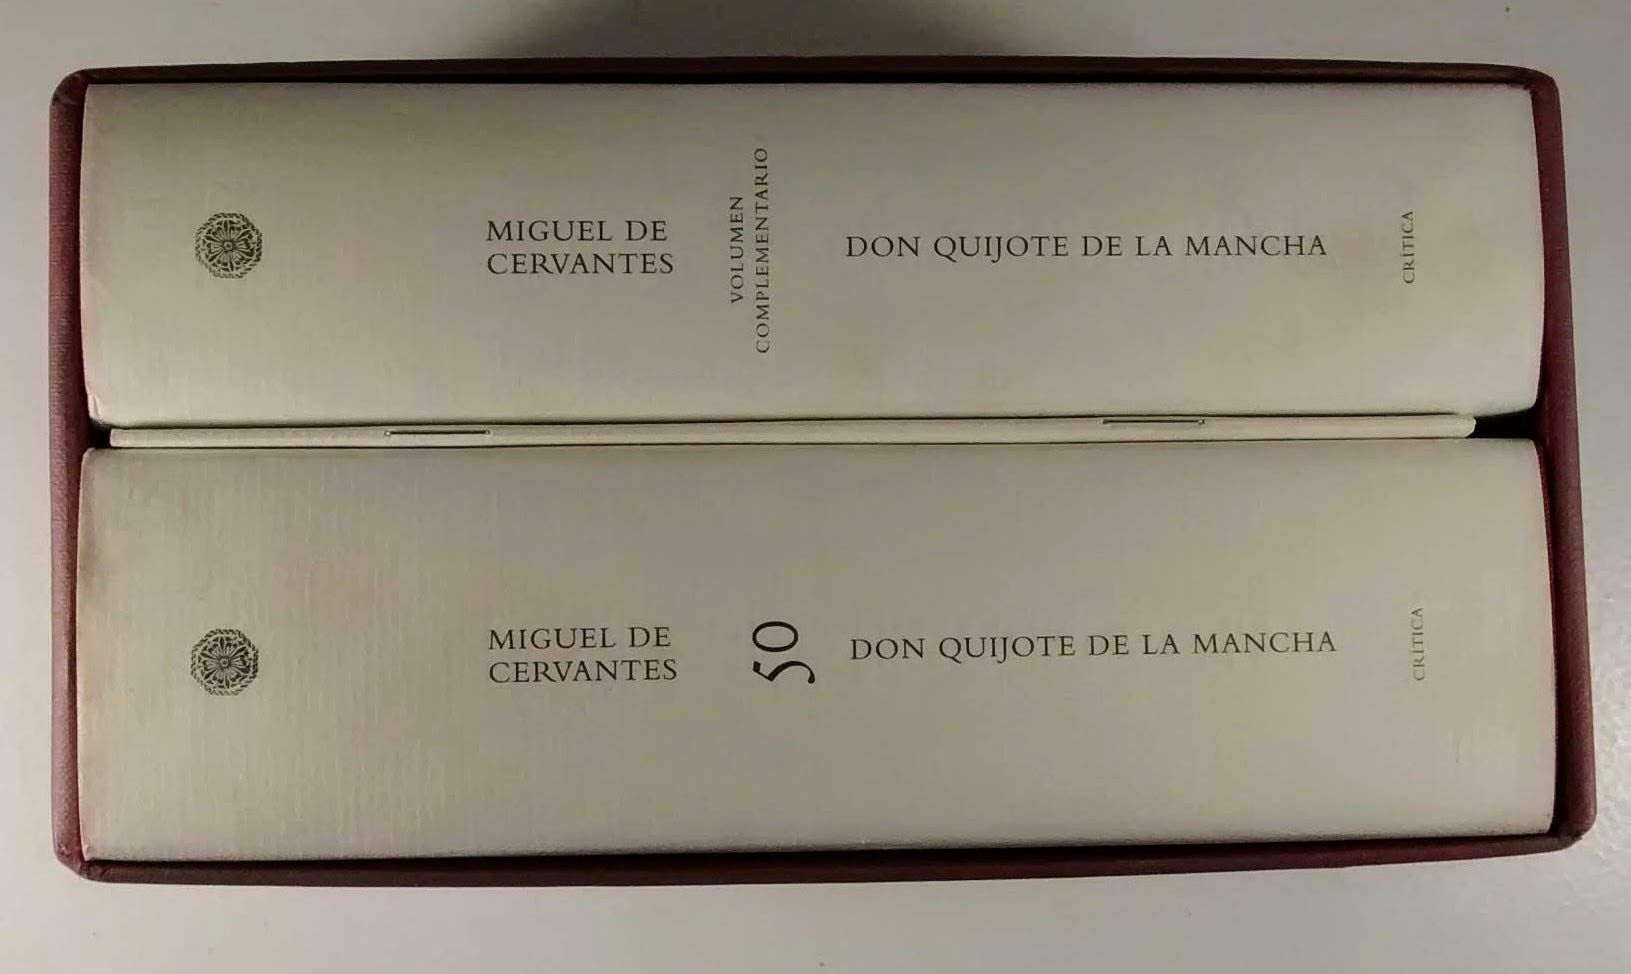 MIGUEL DE
CERVANTES
VOLUMEN
COMPLEMENTARIO
DON QUIJOTE DE LA MANCHA
CRÍTICA
MIGUEL DE
CERVANTES
50
DON QUIJOTE DE LA MANCHA
CRÍTICA